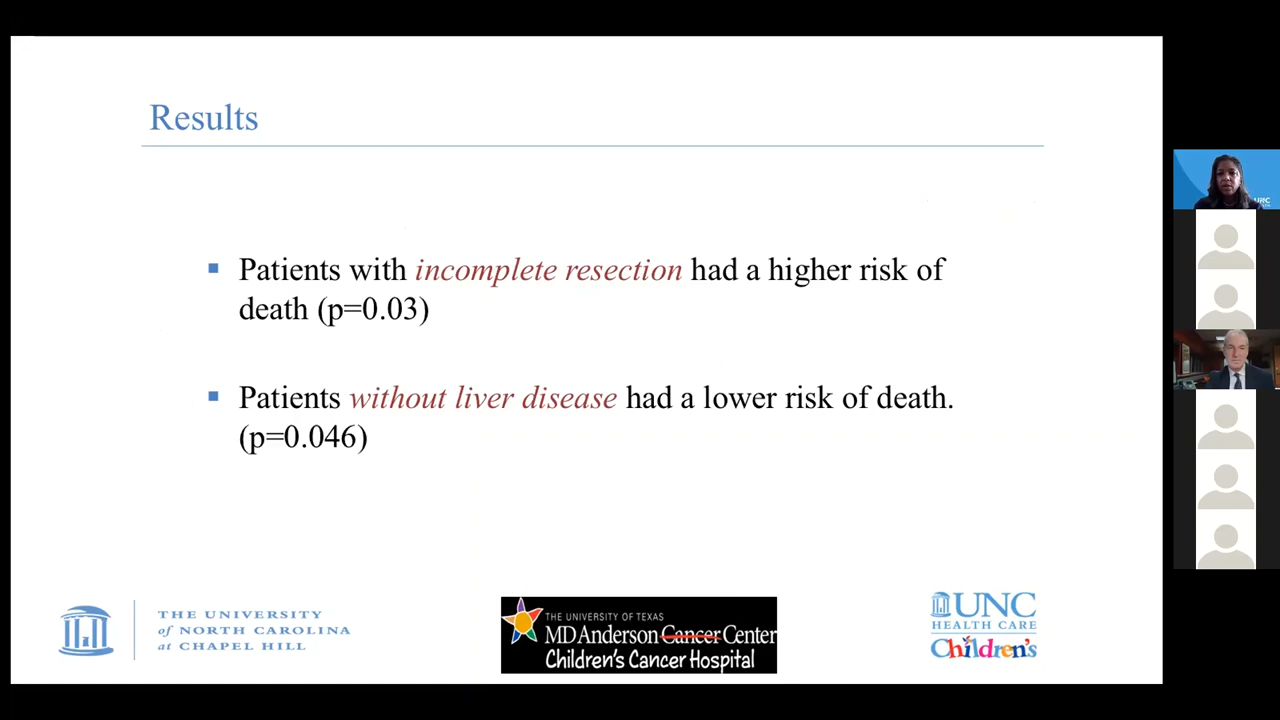 Results
▪ Patients with incomplete resection had a higher risk of
death (p=0.03)
▪ Patients without liver disease had a lower risk of death.
(p=0.046)
THE UNIVERSITY
of NORTH CAROLINA
at CHAPEL HILL
THE UNIVERSITY OF TEXAS
MD Anderson Cancer Center
Children's Cancer Hospital
UNC
HEALTH CARE
Children's